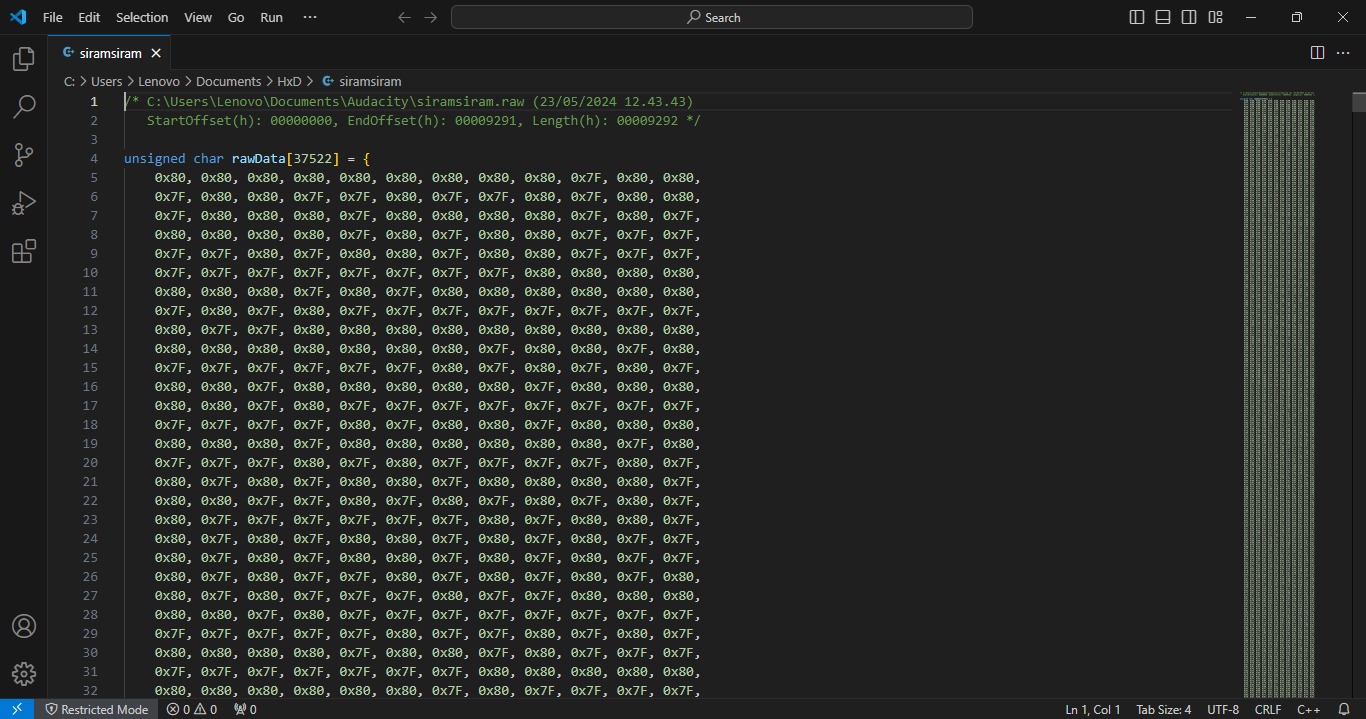 File Edit Selection View Go Run ··· Search
siramsiram
C: > Users > Lenovo > Documents > HxD > siramsiram
1 /* C:\Users\Lenovo\Documents\Audacity\siramsiram.raw (23/05/2024 12.43.43)
2 StartOffset(h): 00000000, EndOffset(h): 00009291, Length(h): 00009292 */
3
4 unsigned char rawData[37522] = {
5 0x80, 0x80, 0x80, 0x80, 0x80, 0x80, 0x80, 0x80, 0x80, 0x7F, 0x80, 0x80,
6 0x7F, 0x80, 0x80, 0x7F, 0x7F, 0x80, 0x7F, 0x7F, 0x80, 0x7F, 0x80, 0x80,
7 0x7F, 0x80, 0x80, 0x80, 0x7F, 0x80, 0x80, 0x80, 0x80, 0x7F, 0x80, 0x7F,
8 0x80, 0x80, 0x80, 0x80, 0x7F, 0x80, 0x7F, 0x80, 0x80, 0x7F, 0x7F, 0x7F,
9 0x7F, 0x7F, 0x80, 0x80, 0x80, 0x7F, 0x80, 0x80, 0x7F, 0x7F, 0x7F, 0x7F,
10 0x7F, 0x7F, 0x7F, 0x7F, 0x7F, 0x7F, 0x7F, 0x7F, 0x80, 0x80, 0x80, 0x80,
11 0x80, 0x80, 0x80, 0x7F, 0x80, 0x7F, 0x80, 0x80, 0x80, 0x80, 0x80, 0x80,
12 0x7F, 0x80, 0x7F, 0x80, 0x7F, 0x7F, 0x7F, 0x7F, 0x7F, 0x7F, 0x7F, 0x7F,
13 0x80, 0x7F, 0x7F, 0x80, 0x80, 0x80, 0x80, 0x80, 0x80, 0x80, 0x80, 0x80,
14 0x80, 0x80, 0x80, 0x80, 0x80, 0x80, 0x80, 0x7F, 0x80, 0x80, 0x7F, 0x80,
15 0x7F, 0x7F, 0x7F, 0x7F, 0x7F, 0x7F, 0x80, 0x7F, 0x80, 0x7F, 0x7F, 0x7F,
16 0x80, 0x80, 0x7F, 0x80, 0x80, 0x80, 0x80, 0x80, 0x7F, 0x80, 0x80, 0x80,
17 0x80, 0x80, 0x7F, 0x80, 0x7F, 0x7F, 0x7F, 0x7F, 0x7F, 0x7F, 0x7F, 0x7F,
18 0x7F, 0x7F, 0x7F, 0x7F, 0x80, 0x7F, 0x80, 0x80, 0x7F, 0x80, 0x80, 0x80,
19 0x80, 0x80, 0x80, 0x7F, 0x80, 0x80, 0x80, 0x80, 0x80, 0x80, 0x7F, 0x80,
20 0x7F, 0x7F, 0x7F, 0x80, 0x7F, 0x80, 0x7F, 0x7F, 0x7F, 0x7F, 0x80, 0x7F,
21 0x80, 0x7F, 0x80, 0x7F, 0x80, 0x80, 0x7F, 0x80, 0x80, 0x80, 0x80, 0x7F,
22 0x80, 0x80, 0x7F, 0x7F, 0x80, 0x7F, 0x80, 0x7F, 0x80, 0x7F, 0x80, 0x7F,
23 0x80, 0x7F, 0x7F, 0x7F, 0x7F, 0x7F, 0x7F, 0x80, 0x7F, 0x80, 0x80, 0x7F,
24 0x80, 0x7F, 0x80, 0x7F, 0x80, 0x80, 0x7F, 0x80, 0x7F, 0x80, 0x80, 0x7F,
25 0x80, 0x7F, 0x80, 0x7F, 0x80, 0x7F, 0x80, 0x7F, 0x80, 0x7F, 0x80, 0x7F,
26 0x80, 0x7F, 0x80, 0x7F, 0x7F, 0x80, 0x7F, 0x80, 0x7F, 0x80, 0x7F, 0x80,
27 0x80, 0x7F, 0x80, 0x7F, 0x7F, 0x80, 0x80, 0x7F, 0x7F, 0x80, 0x80, 0x80,
28 0x80, 0x80, 0x7F, 0x80, 0x7F, 0x7F, 0x80, 0x7F, 0x7F, 0x7F, 0x7F, 0x7F,
29 0x7F, 0x7F, 0x7F, 0x7F, 0x7F, 0x80, 0x7F, 0x7F, 0x80, 0x7F, 0x80, 0x7F,
30 0x80, 0x80, 0x80, 0x80, 0x7F, 0x80, 0x80, 0x7F, 0x80, 0x7F, 0x80, 0x7F,
31 0x7F, 0x7F, 0x7F, 0x7F, 0x7F, 0x7F, 0x7F, 0x80, 0x80, 0x80, 0x80, 0x80,
32 0x80, 0x80, 0x80, 0x80, 0x80, 0x80, 0x7F, 0x80, 0x7F, 0x7F, 0x7F, 0x7F,
Restricted Mode 0 0 0 Ln 1, Col 1 Tab Size: 4 UTF-8 CRLF C++